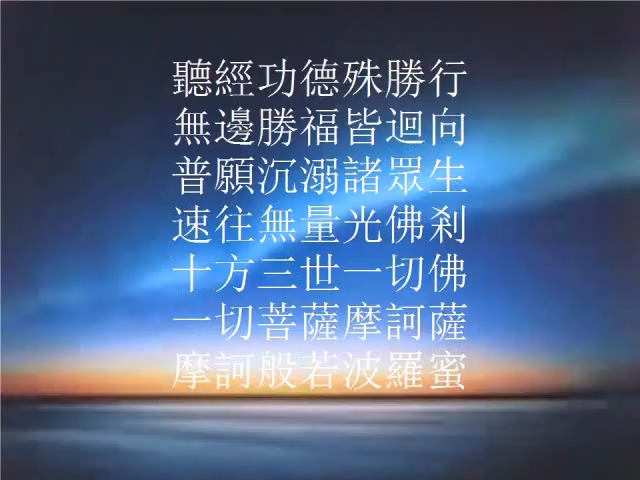 聽經功德殊勝行
無邊勝福皆迴向
普願沉溺諸眾生
速往無量光佛剎
十方三世一切佛
一切菩薩摩訶薩
摩訶般若波羅蜜